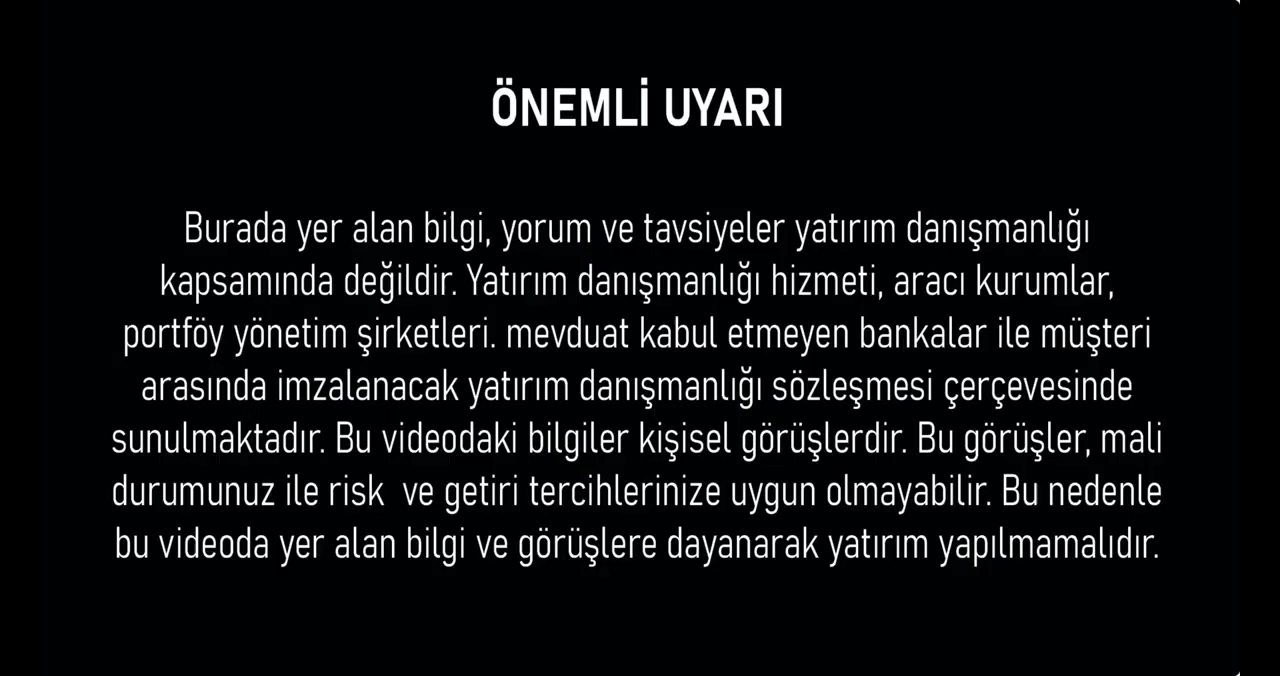 ÖNEMLİ UYARI
Burada yer alan bilgi, yorum ve tavsiyeler yatırım danışmanlığı
kapsamında değildir. Yatırım danışmanlığı hizmeti, aracı kurumlar,
portföy yönetim şirketleri. mevduat kabul etmeyen bankalar ile müşteri
arasında imzalanacak yatırım danışmanlığı sözleşmesi çerçevesinde
sunulmaktadır. Bu videodaki bilgiler kişisel görüşlerdir. Bu görüşler, mali
durumunuz ile risk  ve getiri tercihlerinize uygun olmayabilir. Bu nedenle
bu videoda yer alan bilgi ve görüşlere dayanarak yatırım yapılmamalıdır.